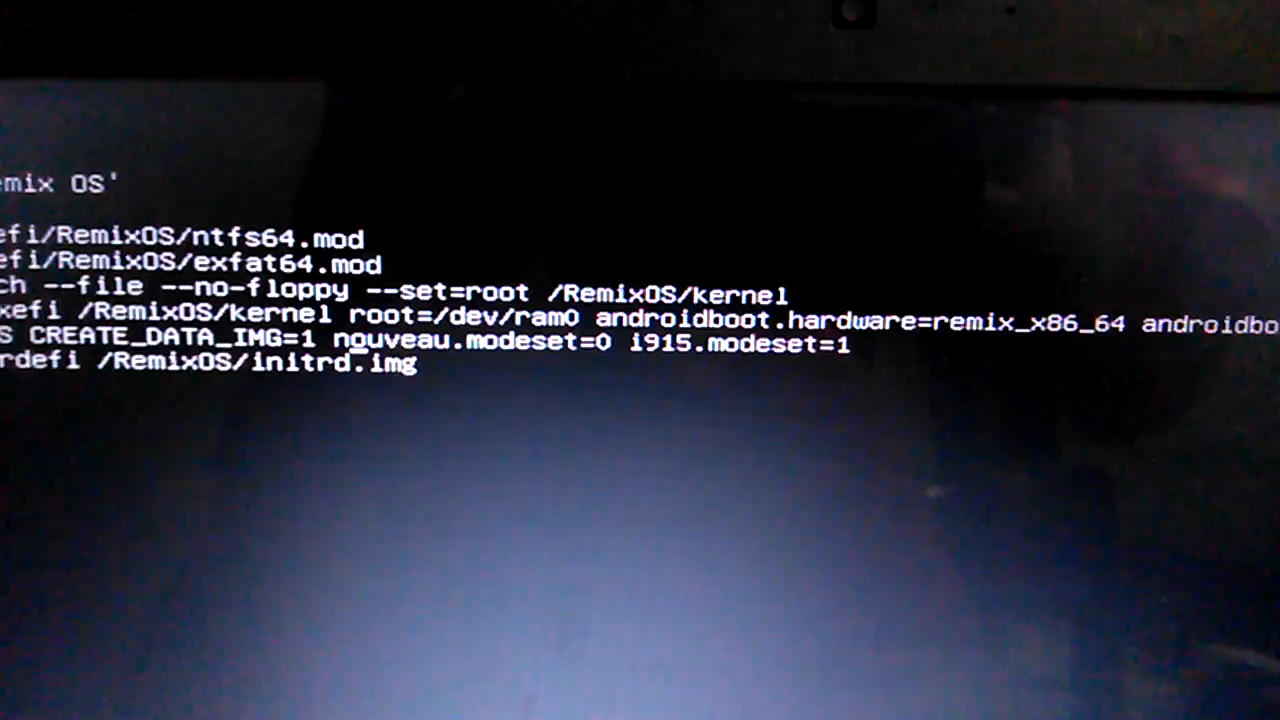 emix OS'
efi/RemixOS/ntfs64.mod
efi/RemixOS/exfat64.mod
ch --file --no-floppy --set=root /RemixOS/kernel
xefi /RemixOS/kernel root=/dev/ram0 androidboot.hardware=remix_x86_64 androidbo
S CREATE_DATA_IMG=1 nouveau.modeset=0 i915.modeset=1
rdefi /RemixOS/initrd.img